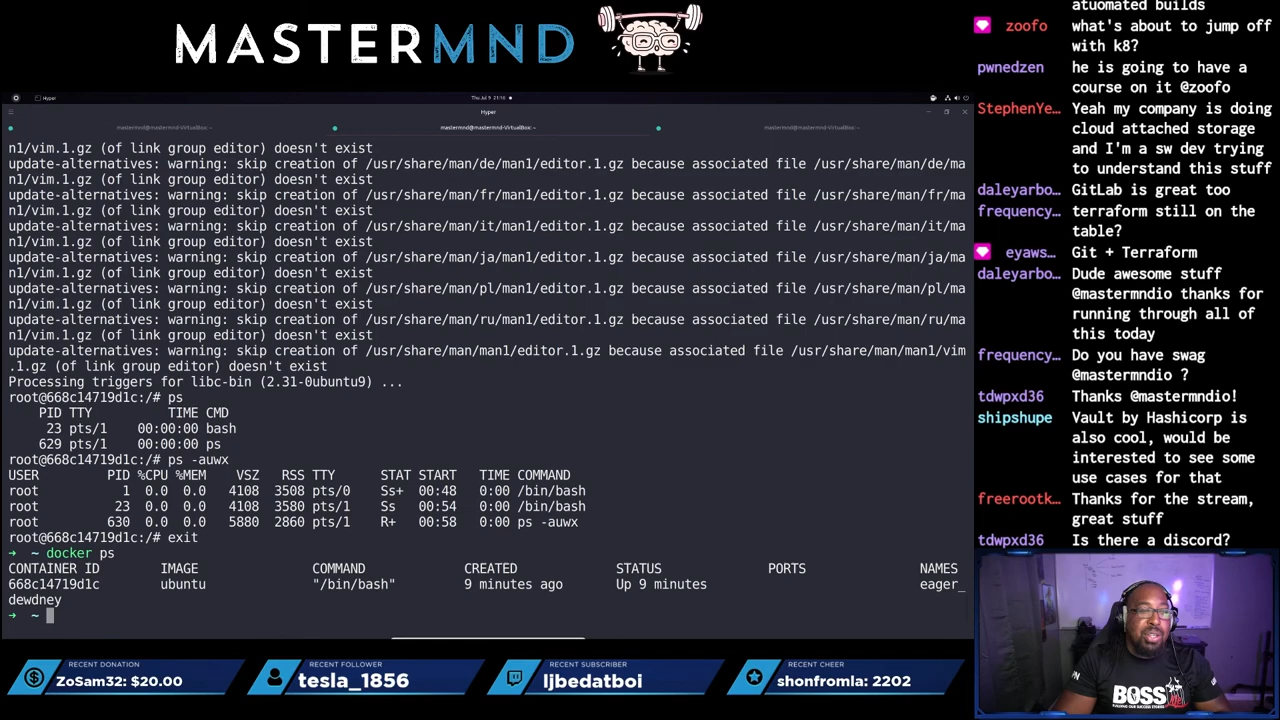 MASTERMND
Hyper
Thu Jul 9 21:10
Hyper
mastermnd@mastermnd-VirtualBox:~
mastermnd@mastermnd-VirtualBox:~
mastermnd@mastermnd-VirtualBox:~
n1/vim.1.gz (of link group editor) doesn't exist
update-alternatives: warning: skip creation of /usr/share/man/de/man1/editor.1.gz because associated file /usr/share/man/de/ma
n1/vim.1.gz (of link group editor) doesn't exist
update-alternatives: warning: skip creation of /usr/share/man/fr/man1/editor.1.gz because associated file /usr/share/man/fr/ma
n1/vim.1.gz (of link group editor) doesn't exist
update-alternatives: warning: skip creation of /usr/share/man/it/man1/editor.1.gz because associated file /usr/share/man/it/ma
n1/vim.1.gz (of link group editor) doesn't exist
update-alternatives: warning: skip creation of /usr/share/man/ja/man1/editor.1.gz because associated file /usr/share/man/ja/ma
n1/vim.1.gz (of link group editor) doesn't exist
update-alternatives: warning: skip creation of /usr/share/man/pl/man1/editor.1.gz because associated file /usr/share/man/pl/ma
n1/vim.1.gz (of link group editor) doesn't exist
update-alternatives: warning: skip creation of /usr/share/man/ru/man1/editor.1.gz because associated file /usr/share/man/ru/ma
n1/vim.1.gz (of link group editor) doesn't exist
update-alternatives: warning: skip creation of /usr/share/man/man1/editor.1.gz because associated file /usr/share/man/man1/vim
.1.gz (of link group editor) doesn't exist
Processing triggers for libc-bin (2.31-0ubuntu9) ...
root@668c14719d1c:/# ps
PID TTY TIME CMD
23 pts/1 00:00:00 bash
629 pts/1 00:00:00 ps
root@668c14719d1c:/# ps -auwx
USER PID %CPU %MEM VSZ RSS TTY STAT START TIME COMMAND
root 1 0.0 0.0 4108 3508 pts/0 Ss+ 00:48 0:00 /bin/bash
root 23 0.0 0.0 4108 3508 pts/1 Ss 00:54 0:00 /bin/bash
root 630 0.0 0.0 5880 2860 pts/1 R+ 00:58 0:00 ps -auwx
root@668c14719d1c:/# exit
➜ ~ docker ps
CONTAINER ID IMAGE COMMAND CREATED STATUS PORTS NAMES
668c14719d1c ubuntu "/bin/bash" 9 minutes ago Up 9 minutes eager_
dewdney
➜ ~
atuomated builds
zoofo what's about to jump off
with k8?
pwnedzen he is going to have a
course on it @zoofo
StephenYe… Yeah my company is doing
cloud attached storage
and I'm a sw dev trying
to understand this stuff
daleyarbo… GitLab is great too
frequency… terraform still on the
table?
eyaws… Git + Terraform
daleyarbo… Dude awesome stuff
@mastermndio thanks for
running through all of
this today
frequency… Do you have swag
@mastermndio ?
tdwpxd36 Thanks @mastermndio!
shipshupe Vault by Hashicorp is
also cool, would be
interested to see some
use cases for that
freerootk… Thanks for the stream,
great stuff
tdwpxd36 Is there a discord?
BOSS
RECENT DONATION
ZoSam32: $20.00
RECENT FOLLOWER
tesla_1856
RECENT SUBSCRIBER
ljbedatboi
RECENT CHEER
shonfromla: 2202